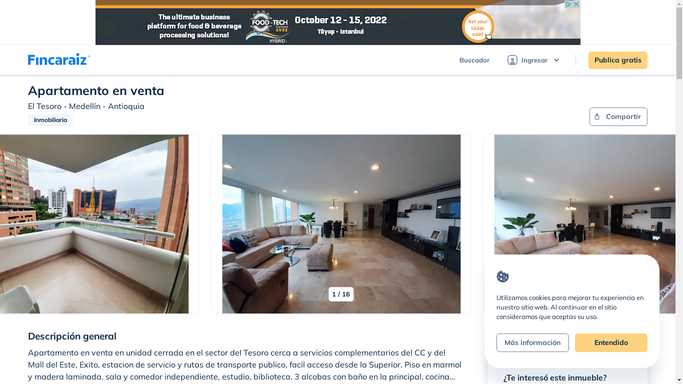 The ultimate business
platform for food & beverage
processing solutions!
FOOD-TECH
HYBRID
October 12 - 15, 2022
Tüyap - Istanbul
Fincaraiz
Buscador
Ingresar
Publica gratis
Apartamento en venta
El Tesoro - Medellín - Antioquia
Inmobiliaria
Compartir
1 / 16
Utilizamos cookies para mejorar tu experiencia en
nuestro sitio web. Al continuar en el sitio
consideramos que aceptas su uso.
Más información
Entendido
Descripción general
Apartamento en venta en unidad cerrada en el sector del Tesoro cerca a servicios complementarios del CC y del
Mall del Este, Exito, estacion de servicio y rutos de transporte publico, facil acceso desde la Superior. Piso en marmol
y madera laminada, sala y comedor independiente, estudio, biblioteca, 3 alcobas con baño en la principal, cocina...
¿Te interesó este inmueble?